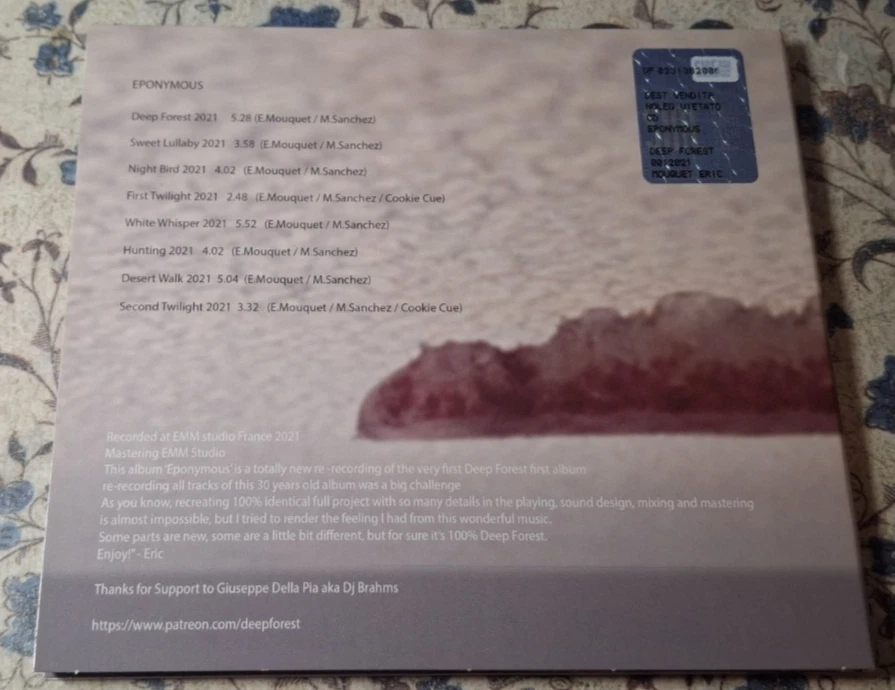 EPONYMOUS
Deep Forest 2021 5.28 (E.Mouquet / M.Sanchez)
Sweet Lullaby 2021 3.58 (E.Mouquet / M.Sanchez)
Night Bird 2021 4.02 (E.Mouquet / M.Sanchez)
First Twilight 2021 2.48 (E.Mouquet / M.Sanchez / Cookie Cue)
White Whisper 2021 5.52 (E.Mouquet / M.Sanchez)
Hunting 2021 4.02 (E.Mouquet / M.Sanchez)
Desert Walk 2021 5.04 (E.Mouquet / M.Sanchez)
Second Twilight 2021 3.32 (E.Mouquet / M.Sanchez / Cookie Cue)
DEST VENDITA
NOLEG VIETATO
CD
EPONYMOUS
DEEP FOREST
0012821
MOUQUET ERIC
Recorded at EMM studio France 2021
Mastering EMM Studio
This album 'Eponymous' is a totally new re -recording of the very first Deep Forest first album
re-recording all tracks of this 30 years old album was a big challenge
As you know, recreating 100% Identical full project with so many details in the playing, sound design, mixing and mastering
is almost impossible, but I tried to render the feeling I had from this wonderful music.
Some parts are new, some are a little bit different, but for sure it's 100% Deep Forest.
Enjoy!" - Eric
Thanks for Support to Giuseppe Della Pia aka Dj Brahms
https://www.patreon.com/deepforest